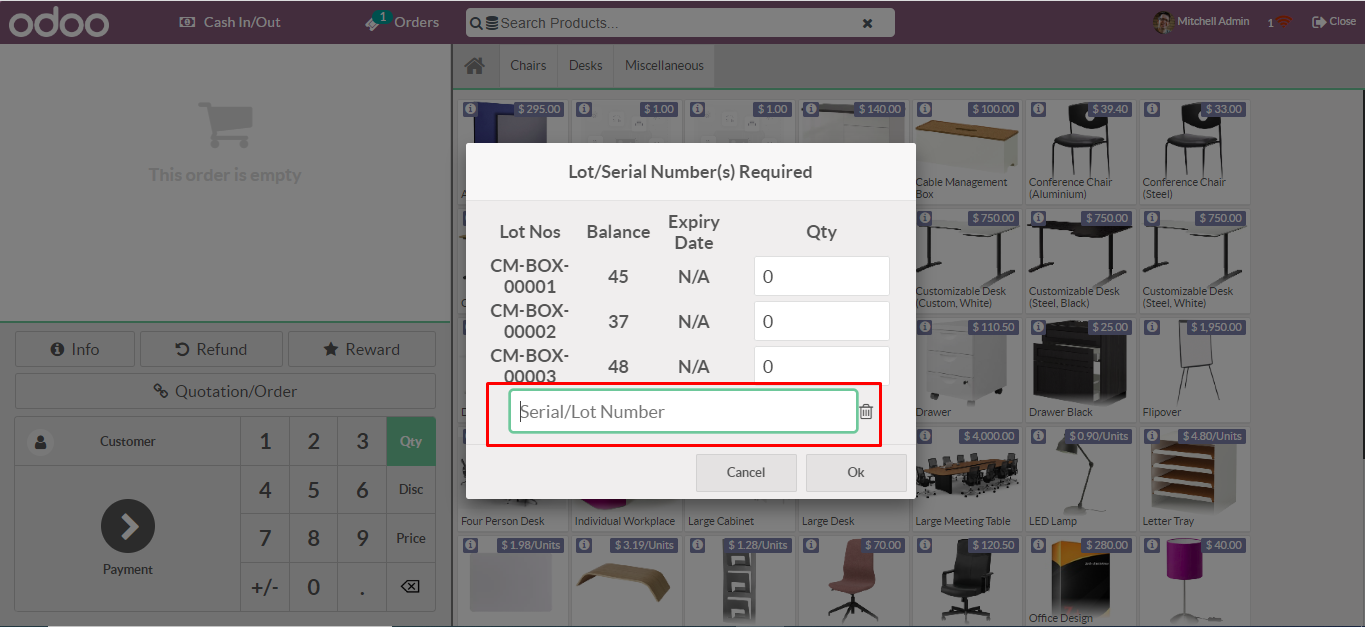 odoo
Cash In/Out
1
Orders
Search Products...
Mitchell Admin
1
Close
This order is empty
Chairs
Desks
Miscellaneous
$ 295.00
$ 1.00
$ 1.00
$ 140.00
$ 100.00
$ 39.40
$ 33.00
Cable Management
Box
Conference Chair
(Aluminium)
Conference Chair
(Steel)
$ 750.00
$ 750.00
$ 750.00
Customizable Desk
(Custom, White)
Customizable Desk
(Steel, Black)
Customizable Desk
(Steel, White)
$ 110.50
$ 25.00
$ 1,950.00
Drawer
Drawer Black
Flipover
$ 4,000.00
$ 0.90/Units
$ 4.80/Units
Four Person Desk
Individual Workplace
Large Cabinet
Large Desk
Large Meeting Table
LED Lamp
Letter Tray
$ 1.98/Units
$ 3.19/Units
$ 1.28/Units
$ 70.00
$ 120.50
$ 280.00
$ 40.00
Office Design
Lot/Serial Number(s) Required
Lot Nos
Balance
Expiry
Date
Qty
CM-BOX-
00001
45
N/A
0
CM-BOX-
00002
37
N/A
0
CM-BOX-
00003
48
N/A
0
Serial/Lot Number
Cancel
Ok
Info
Refund
Reward
Quotation/Order
Customer
1
2
3
Qty
4
5
6
Disc
7
8
9
Price
+/-
0
.
Payment